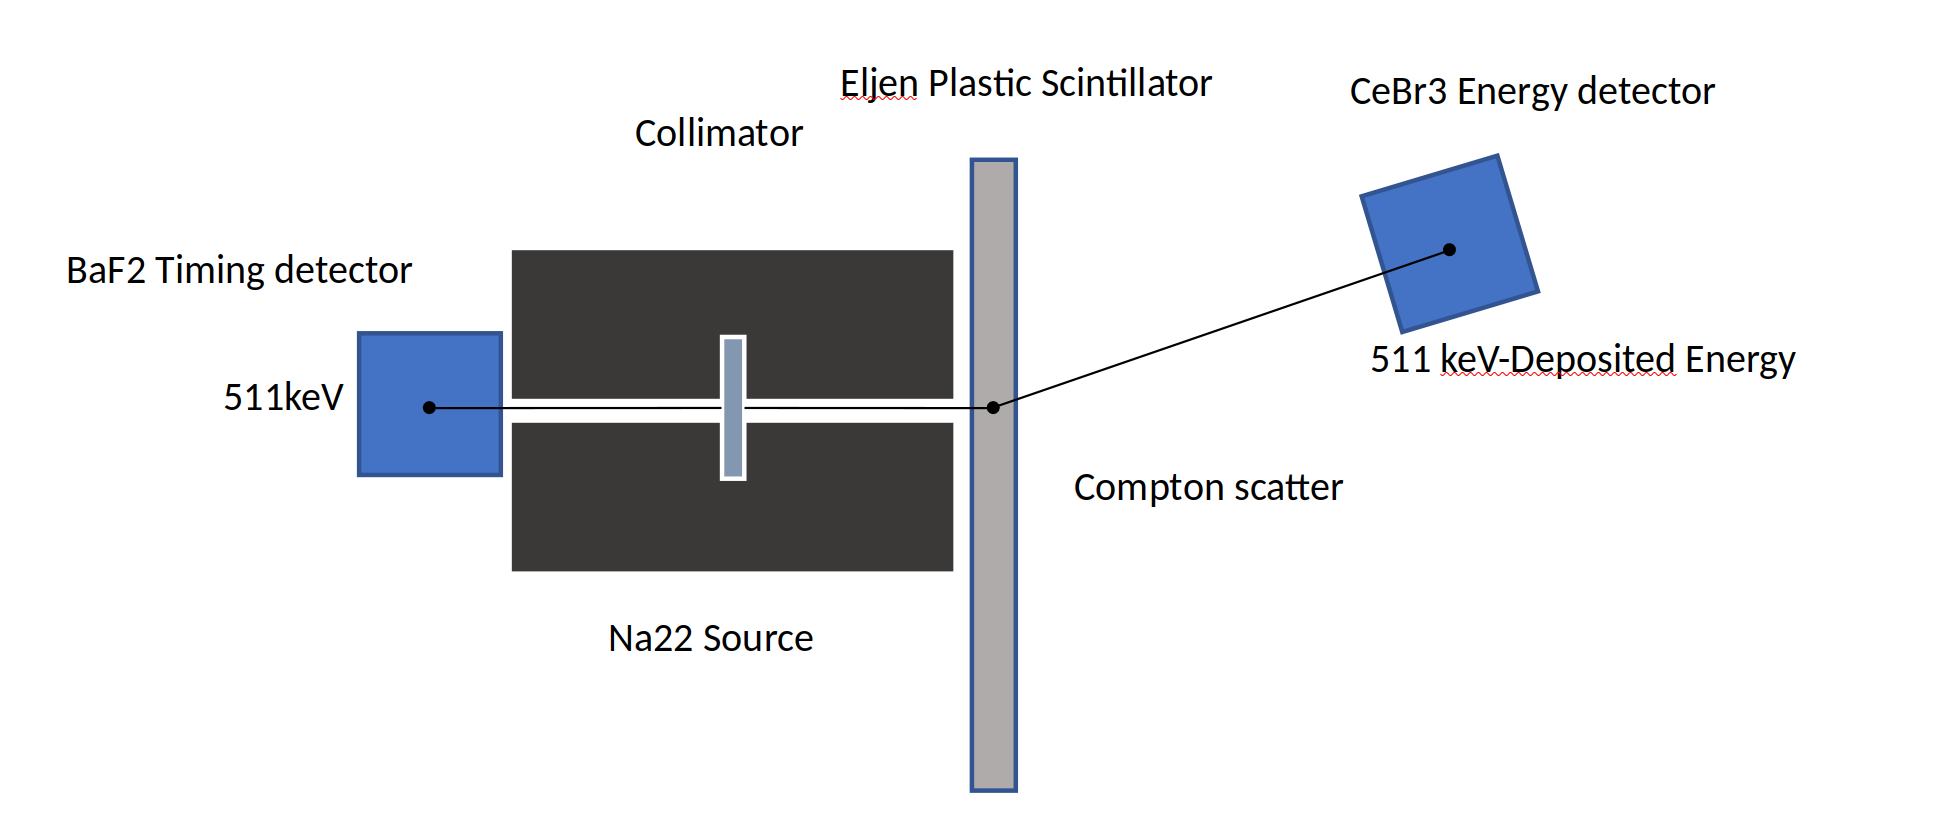 Eljen Plastic Scintillator
CeBr3 Energy detector
Collimator
BaF2 Timing detector
511keV
511 keV-Deposited Energy
Compton scatter
Na22 Source